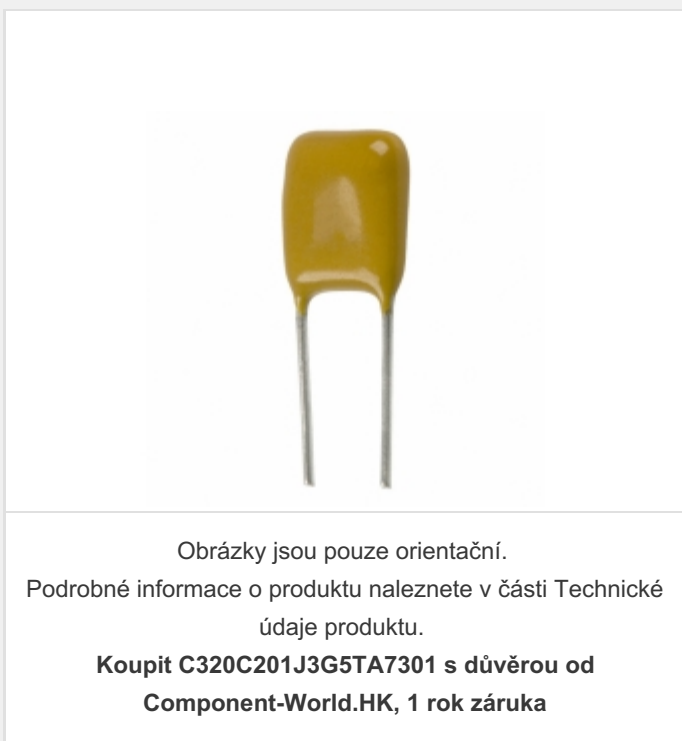 Obrázky jsou pouze orientační.
Podrobné informace o produktu naleznete v části Technické
údaje produktu.
Koupit C320C201J3G5TA7301 s důvěrou od
Component-World.HK, 1 rok záruka